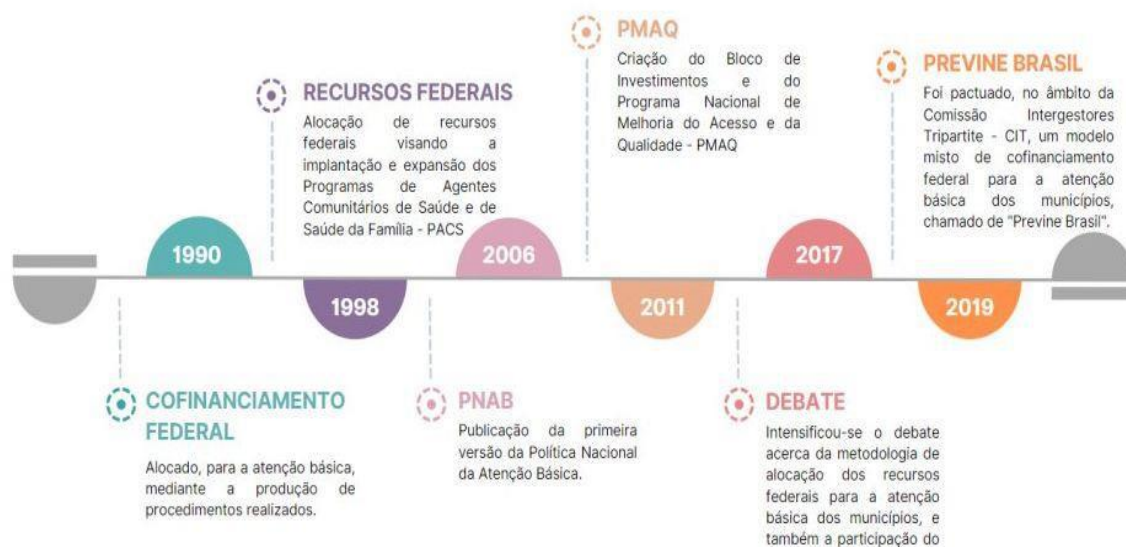 1990
COFINANCIAMENTO
FEDERAL
Alocado, para a atenção básica,
mediante a produção de
procedimentos realizados.
RECURSOS FEDERAIS
Alocação de recursos
federais visando a
implantação e expansão dos
Programas de Agentes
Comunitários de Saúde e de
Saúde da Família - PACS
1998
2006
PNAB
Publicação da primeira
versão da Política Nacional
da Atenção Básica.
PMAQ
Criação do Bloco de
Investimentos e do
Programa Nacional de
Melhoria do Acesso e da
Qualidade - PMAQ
2011
2017
DEBATE
Intensificou-se o debate
acerca da metodologia de
alocação dos recursos
federais para a atenção
básica dos municípios, e
também a participação do
PREVINE BRASIL
Foi pactuado, no âmbito da
Comissão Intergestores
Tripartite - CIT, um modelo
misto de cofinanciamento
federal para a atenção
básica dos municípios,
chamado de "Previne Brasil".
2019